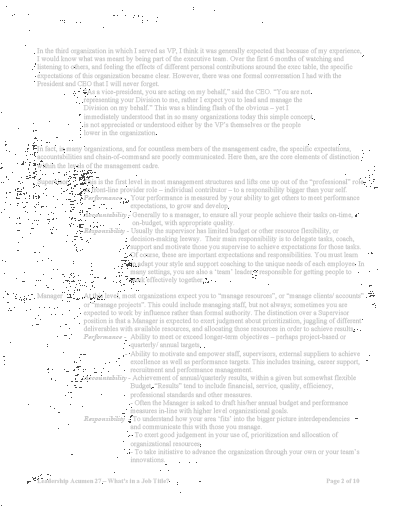 In the third organization in which I served as VP, I think it was generally expected that because of my experience,
I would know what was meant by being part of the executive team. Over the first 6 months of watching and
listening to others, and feeling the effects of different personal contributions around the exec table, the specific
expectations of this organization became clear. However, there was one formal conversation I had with the
President and CEO that I will never forget.
"As a vice-president, you are acting on my behalf," said the CEO. "You are not
representing your Division to me, rather I expect you to lead and manage the
Division on my behalf." This was a blinding flash of the obvious – yet I
immediately understood that in so many organizations today this simple concept
is not appreciated or understood either by the VP's themselves or the people
lower in the organization.
In fact, in many organizations, and for countless members of the management cadre, the specific expectations,
accountabilities and chain-of-command are poorly communicated. Here then, are the core elements of distinction
within the levels of the management cadre.
is the first level in most management structures and lifts one up out of the "professional" role,
most-line provider role – individual contributor – to a responsibility bigger than your self.
Performance - Your performance is measured by your ability to get others to meet performance
expectations, to grow and develop.
Accountability - Generally to a manager, to ensure all your people achieve their tasks on-time,
on-budget, with appropriate quality.
Responsibility - Usually the supervisor has limited budget or other resource flexibility, or
decision-making leeway. Their main responsibility is to delegate tasks, coach,
support and motivate those you supervise to achieve expectations for those tasks.
Of course, there are important expectations and responsibilities. You must learn
to adapt your style and support coaching to the unique needs of each employee. In
many settings, you are also a 'team' leader, responsible for getting people to
work effectively together.
Manager - At this level, most organizations expect you to "manage resources", or "manage clients/ accounts"
or "manage projects". This could include managing staff, but not always, sometimes you are
expected to work by influence rather than formal authority. The distinction over a Supervisor
position is that a Manager is expected to exert judgment about prioritization, juggling of different
deliverables with available resources, and allocating those resources in order to achieve results.
Performance - Ability to meet or exceed longer-term objectives – perhaps project-based or
quarterly/ annual targets.
Ability to motivate and empower staff, supervisors, external suppliers to achieve
excellence as well as performance targets. This includes training, career support,
recruitment and performance management.
Accountability - Achievement of annual/quarterly results, within a given but somewhat flexible
Budget. "Results" tend to include financial, service, quality, efficiency,
professional standards and other measures.
- Often the Manager is asked to draft his/her annual budget and performance
measures in-line with higher level organizational goals.
Responsibility - To understand how your area 'fits' into the bigger picture interdependencies
and communicate this with those you manage.
- To exert good judgement in your use of, prioritization and allocation of
organizational resources.
- To take initiative to advance the organization through your own or your team's
innovations.
Leadership Acumen 27 – What's in a Job Title? Page 2 of 10